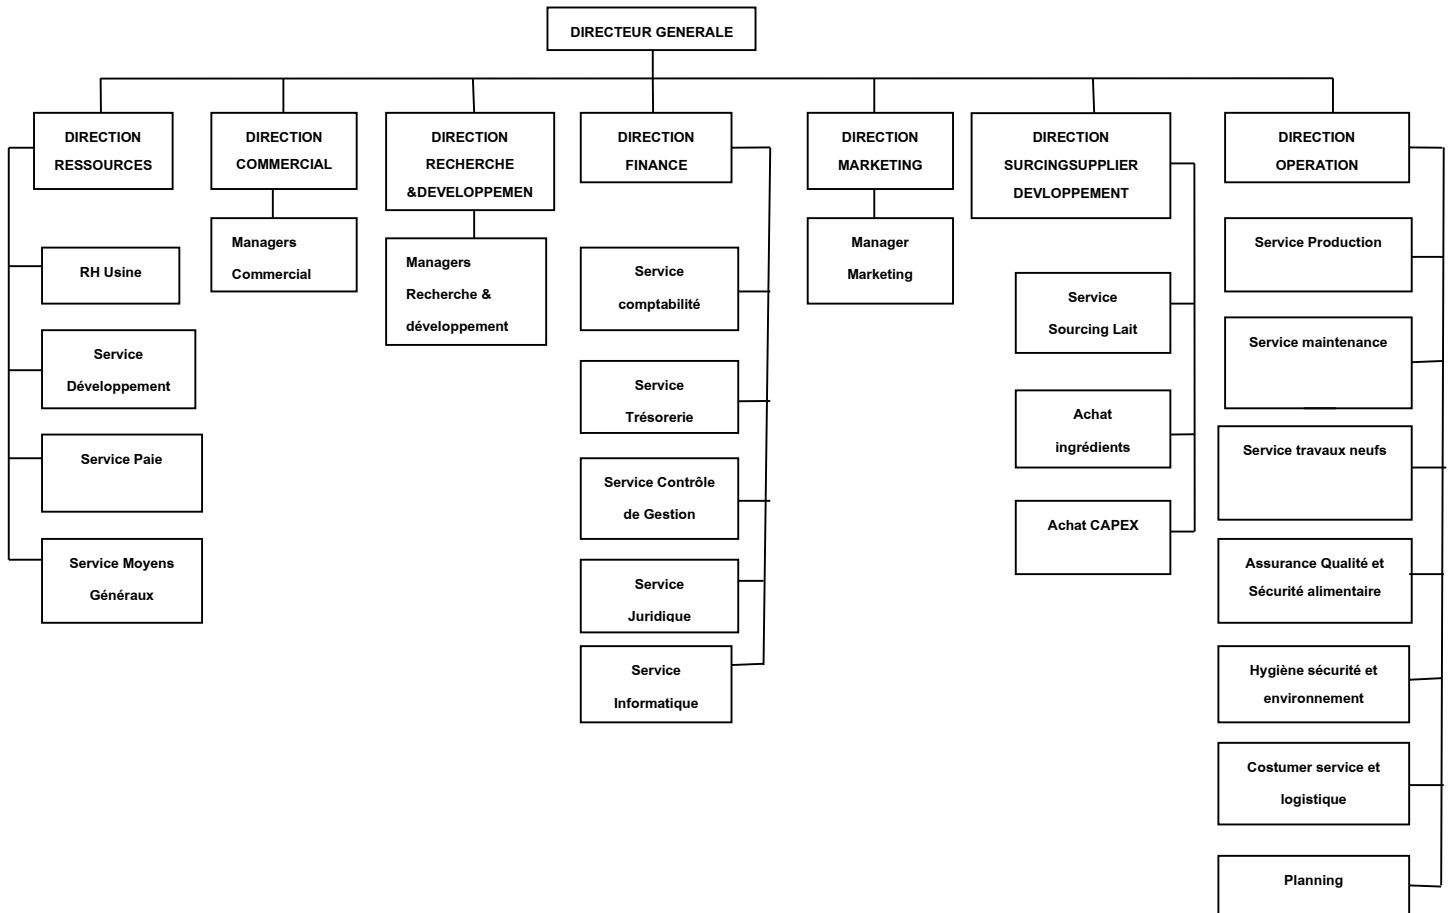 DIRECTEUR GENERALE
DIRECTION
RESSOURCES
DIRECTION
COMMERCIAL
DIRECTION
RECHERCHE
&DEVELOPPEMEN
DIRECTION
FINANCE
DIRECTION
MARKETING
DIRECTION
SURCINGSUPPLIER
DEVLOPPEMENT
DIRECTION
OPERATION
RH Usine
Service
Développement
Service Paie
Service Moyens
Généraux
Managers
Commercial
Managers
Recherche &
développement
Service
comptabilité
Service
Trésorerie
Service Contrôle
de Gestion
Service
Juridique
Service
Informatique
Manager
Marketing
Service
Sourcing Lait
Achat
ingrédients
Achat CAPEX
Service Production
Service maintenance
Service travaux neufs
Assurance Qualité et
Sécurité alimentaire
Hygiène sécurité et
environnement
Costumer service et
logistique
Planning